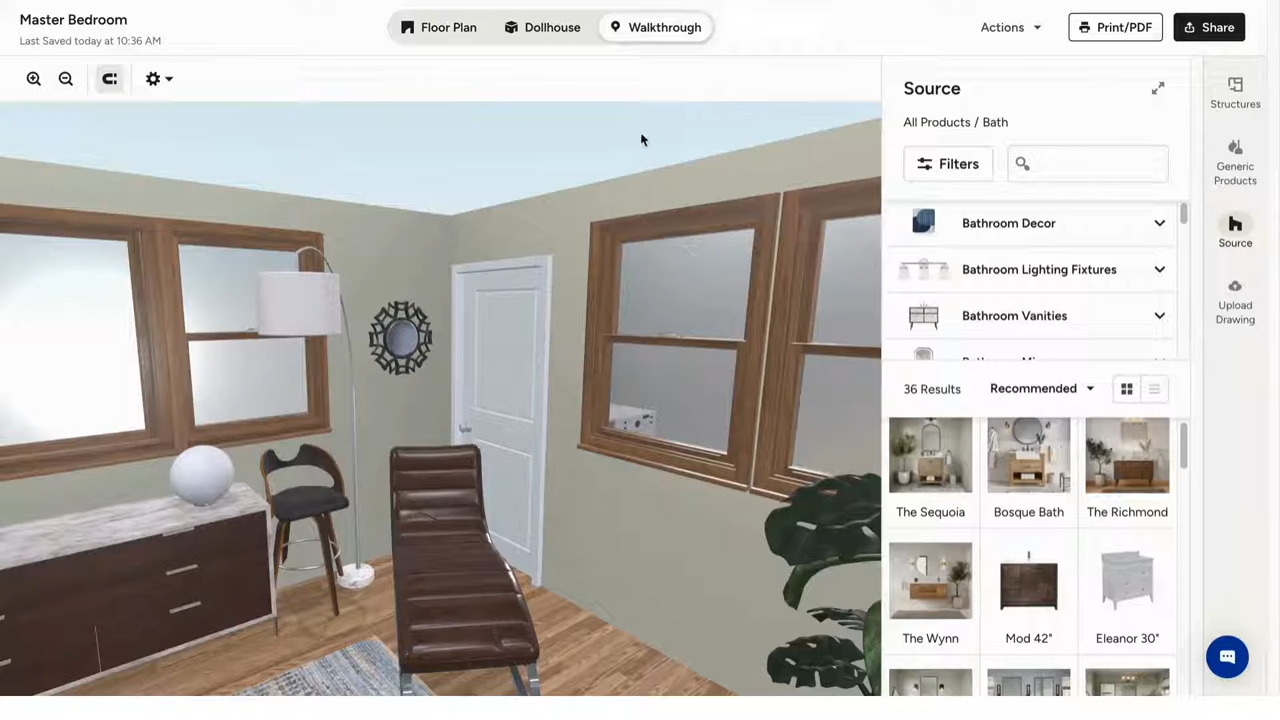 Master Bedroom
Last Saved today at 10:36 AM
Floor Plan
Dollhouse
Walkthrough
Actions
Print/PDF
Share
Source
All Products / Bath
Filters
Bathroom Decor
Bathroom Lighting Fixtures
Bathroom Vanities
36 Results
Recommended
The Sequoia
Bosque Bath
The Richmond
The Wynn
Mod 42"
Eleanor 30"
Structures
Generic
Products
Source
Upload
Drawing